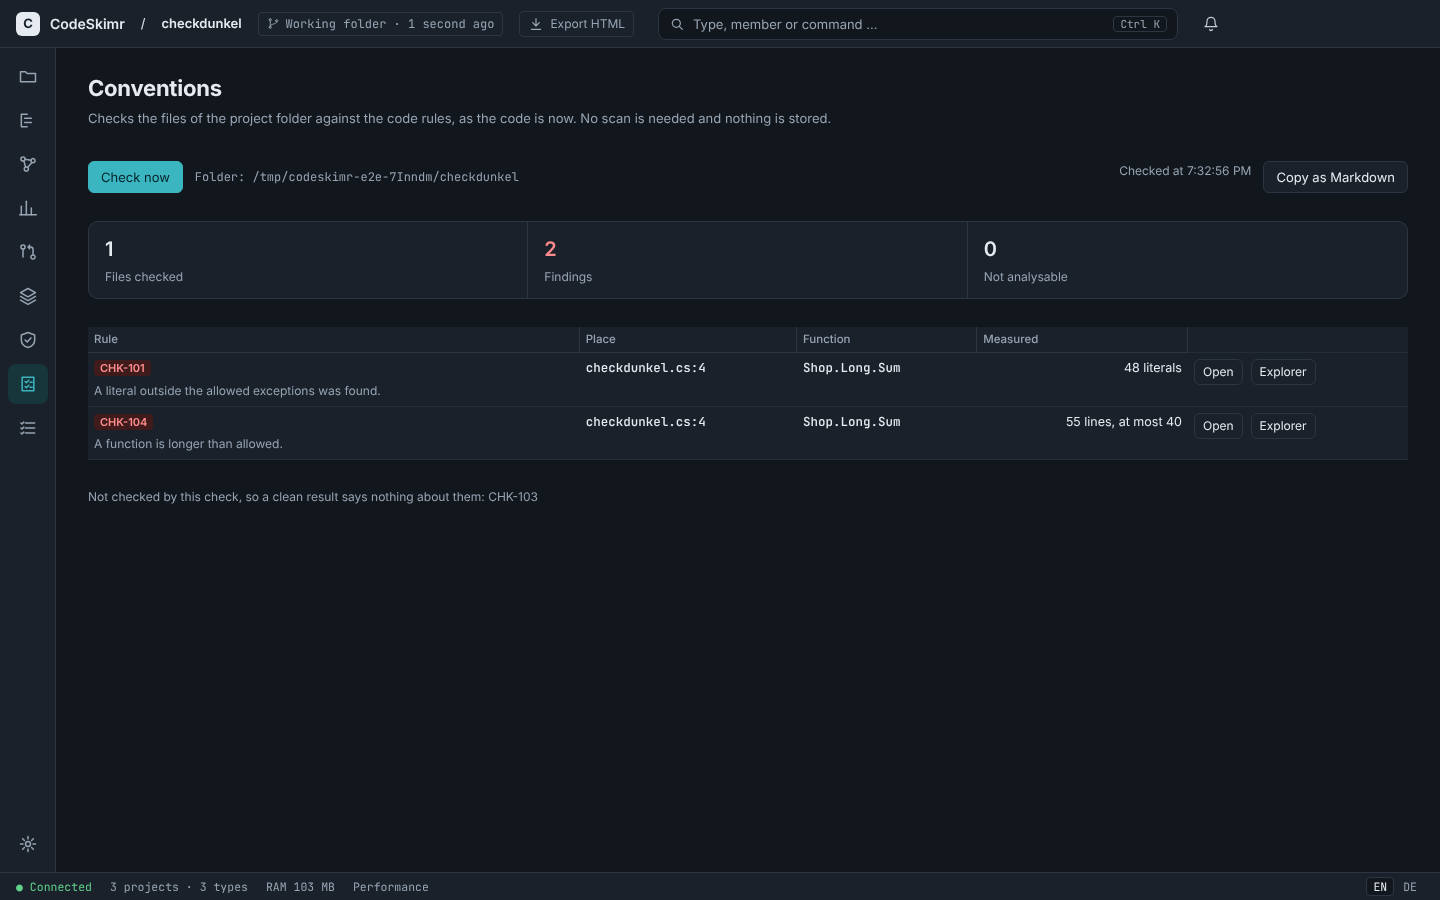 C CodeSkimr / checkdunkel Working folder · 1 second ago Export HTML Type, member or command ... Ctrl K
Conventions
Checks the files of the project folder against the code rules, as the code is now. No scan is needed and nothing is stored.
Check now Folder: /tmp/codeskimr-e2e-7Inndm/checkdunkel Checked at 7:32:56 PM Copy as Markdown
1 2 0
Files checked Findings Not analysable
Rule Place Function Measured
CHK-101 checkdunkel.cs:4 Shop.Long.Sum 48 literals Open Explorer
A literal outside the allowed exceptions was found.
CHK-104 checkdunkel.cs:4 Shop.Long.Sum 55 lines, at most 40 Open Explorer
A function is longer than allowed.
Not checked by this check, so a clean result says nothing about them: CHK-103
Connected 3 projects · 3 types RAM 103 MB Performance EN DE